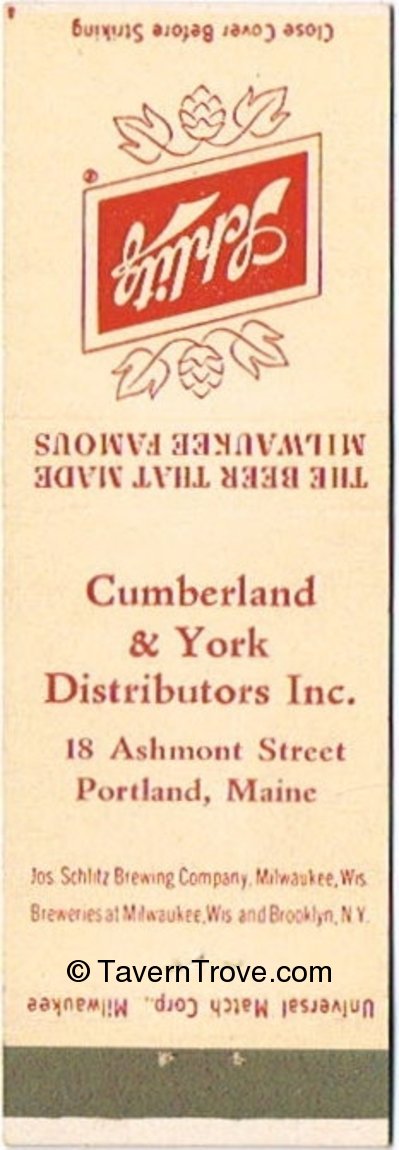 Close Cover Before Striking
Schlitz
®
THE BEER THAT MADE
MILWAUKEE FAMOUS
Cumberland
& York
Distributors Inc.
18 Ashmont Street
Portland, Maine
Jos. Schlitz Brewing Company, Milwaukee, Wis.
Breweries at Milwaukee, Wis. and Brooklyn, N.Y.
© TavernTrove.com
Universal Match Corp., Milwaukee